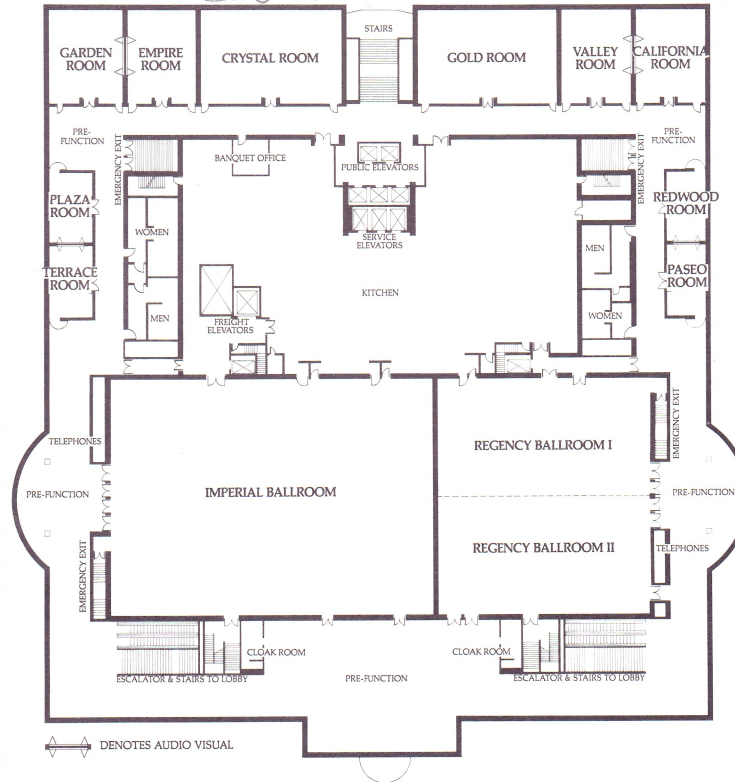 STAIRS
GARDEN
ROOM
EMPIRE
ROOM
CRYSTAL ROOM
GOLD ROOM
VALLEY
ROOM
CALIFORNIA
ROOM
PRE-
FUNCTION
EMERGENCY EXIT
BANQUET OFFICE
PUBLIC ELEVATORS
EMERGENCY EXIT
PRE-
FUNCTION
PLAZA
ROOM
WOMEN
SERVICE
ELEVATORS
MEN
REDWOOD
ROOM
TERRACE
ROOM
MEN
FREIGHT
ELEVATORS
KITCHEN
WOMEN
PASEO
ROOM
TELEPHONES
PRE-FUNCTION
EMERGENCY EXIT
IMPERIAL BALLROOM
REGENCY BALLROOM I
REGENCY BALLROOM II
EMERGENCY EXIT
PRE-FUNCTION
TELEPHONES
CLOAK ROOM
CLOAK ROOM
ESCALATOR & STAIRS TO LOBBY
PRE-FUNCTION
ESCALATOR & STAIRS TO LOBBY
DENOTES AUDIO VISUAL